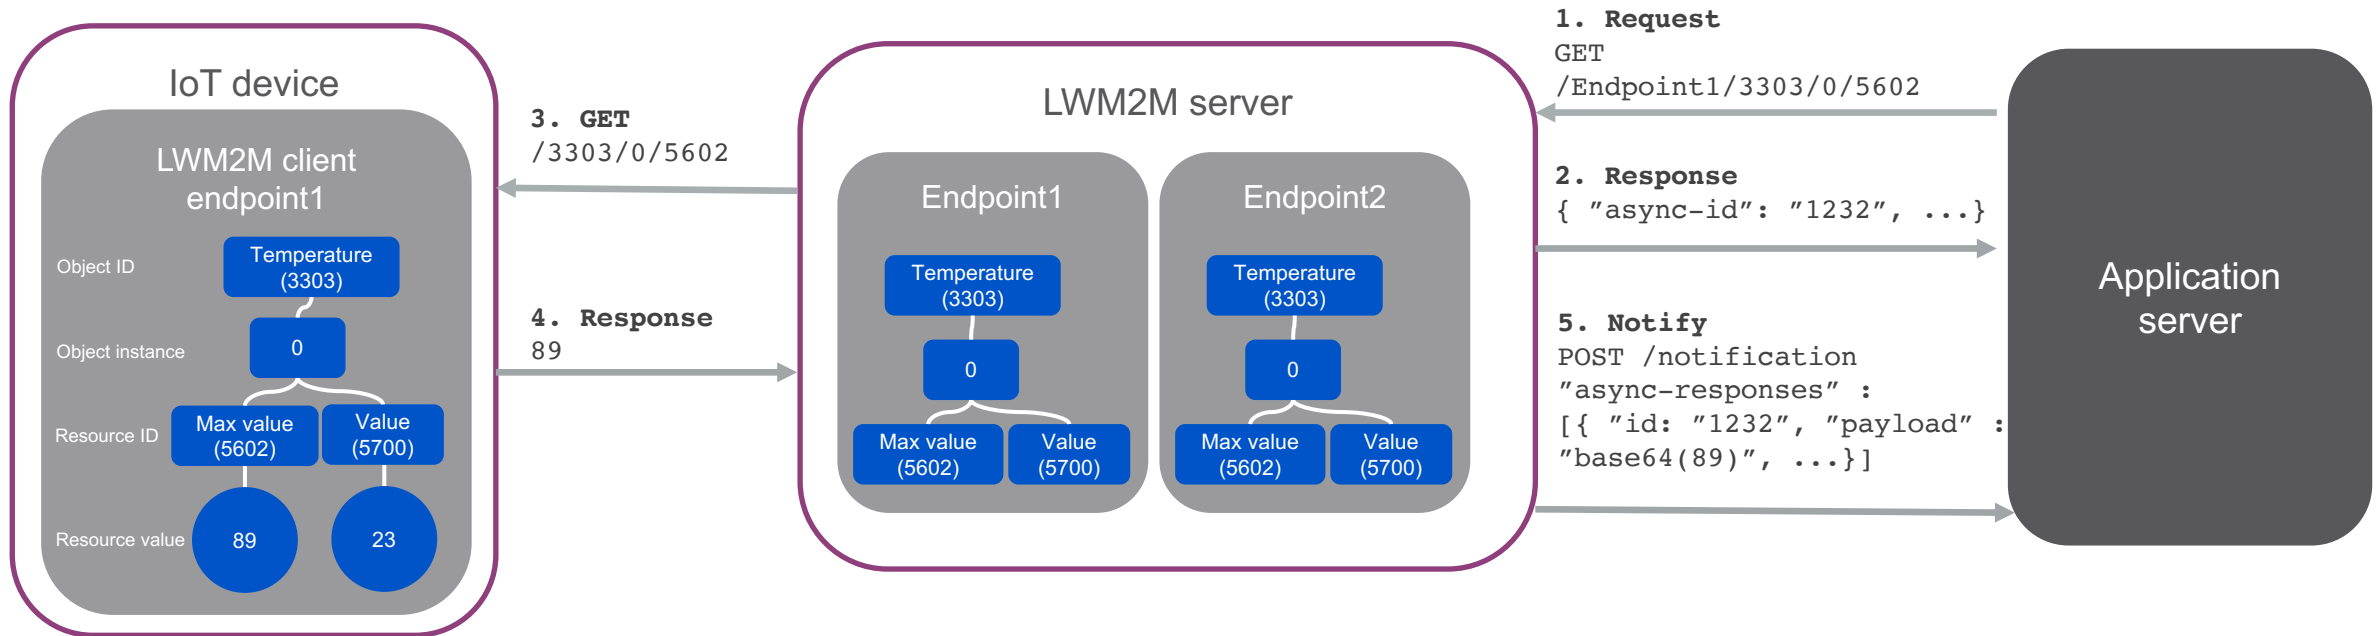 IoT device
LWM2M client
endpoint1
Object ID
Temperature
(3303)
Object instance
0
Resource ID
Max value
(5602)
Value
(5700)
Resource value
89
23
3. GET
/3303/0/5602
4. Response
89
LWM2M server
Endpoint1
Temperature
(3303)
0
Max value
(5602)
Value
(5700)
Endpoint2
Temperature
(3303)
0
Max value
(5602)
Value
(5700)
1. Request
GET
/Endpoint1/3303/0/5602
2. Response
{ ”async-id”: ”1232”, ...}
5. Notify
POST /notification
”async-responses” :
[{ ”id: ”1232”, ”payload” :
”base64(89)”, ...}]
Application
server